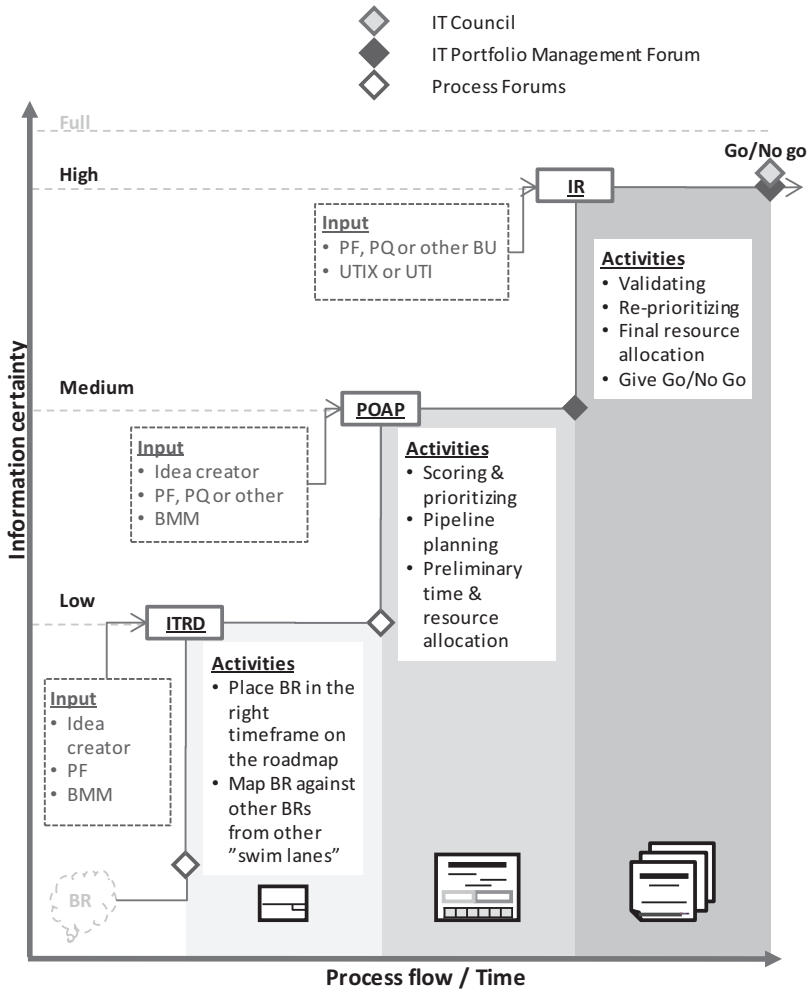 IT Council
IT Portfolio Management Forum
Process Forums
Full
Go/No go
High
IR
Input
• PF, PQ or other BU
• UTIX or UTI
Activities
• Validating
• Re-prioritizing
• Final resource
allocation
• Give Go/No Go
Information certainty
Medium
POAP
Input
• Idea creator
• PF, PQ or other
• BMM
Activities
• Scoring &
prioritizing
• Pipeline
planning
• Preliminary
time &
resource
allocation
Low
ITRD
Input
• Idea
creator
• PF
• BMM
Activities
• Place BR in the
right
timeframe on
the roadmap
• Map BR against
other BRs
from other
”swim lanes”
BR
Process flow / Time